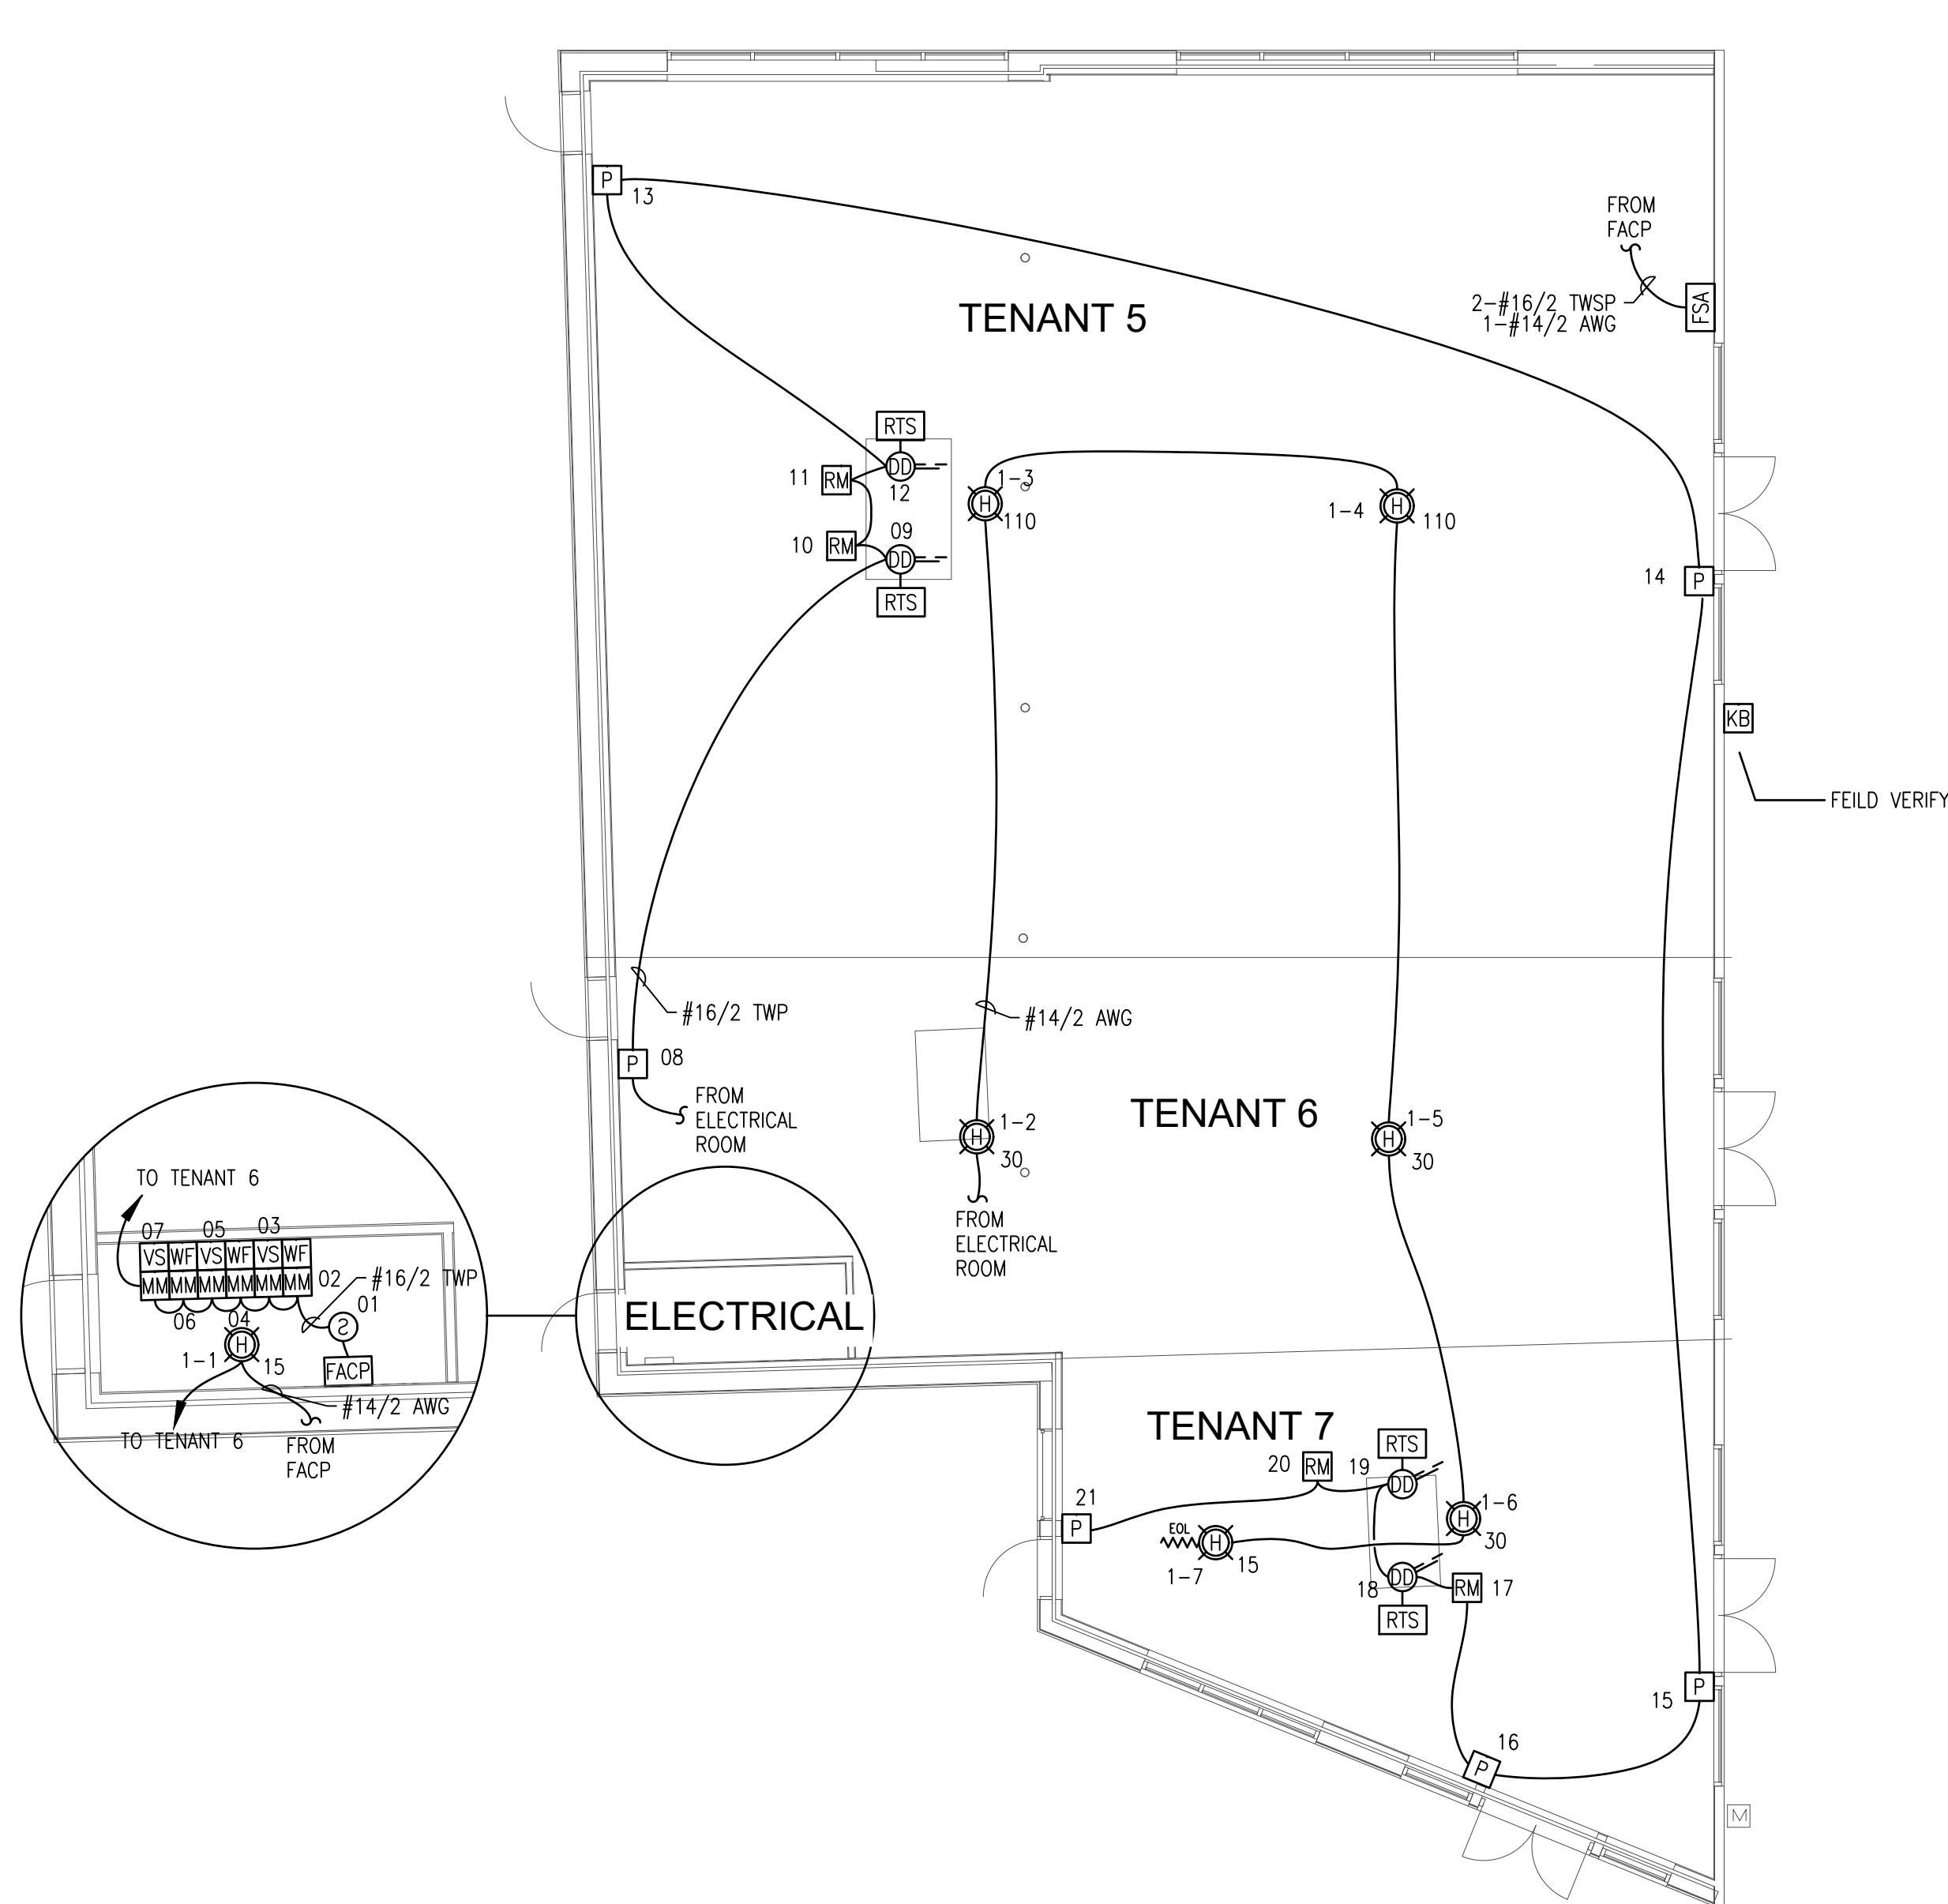 P
13
FROM
FACP
2-#16/2 TWSP
1-#14/2 AWG
FSA
TENANT 5
RTS
11
RM
DD
12
10
RM
09
DD
RTS
1-3
H
110
1-4
H
110
14
P
KB
FEILD VERIFY
#16/2 TWP
#14/2 AWG
P
08
FROM
ELECTRICAL
ROOM
1-2
H
30
FROM
ELECTRICAL
ROOM
TENANT 6
1-5
H
30
TO TENANT 6
07
05
03
VS
WF
VS
WF
VS
WF
MM
MM
MM
MM
MM
MM
02
#16/2 TWP
01
06
04
2
H
1-1
15
FACP
#14/2 AWG
TO TENANT 6
FROM
FACP
ELECTRICAL
TENANT 7
RTS
20
RM
19
DD
21
P
EOL
H
1-7
15
1-6
H
30
18
DD
RM
17
RTS
15
P
16
P
M